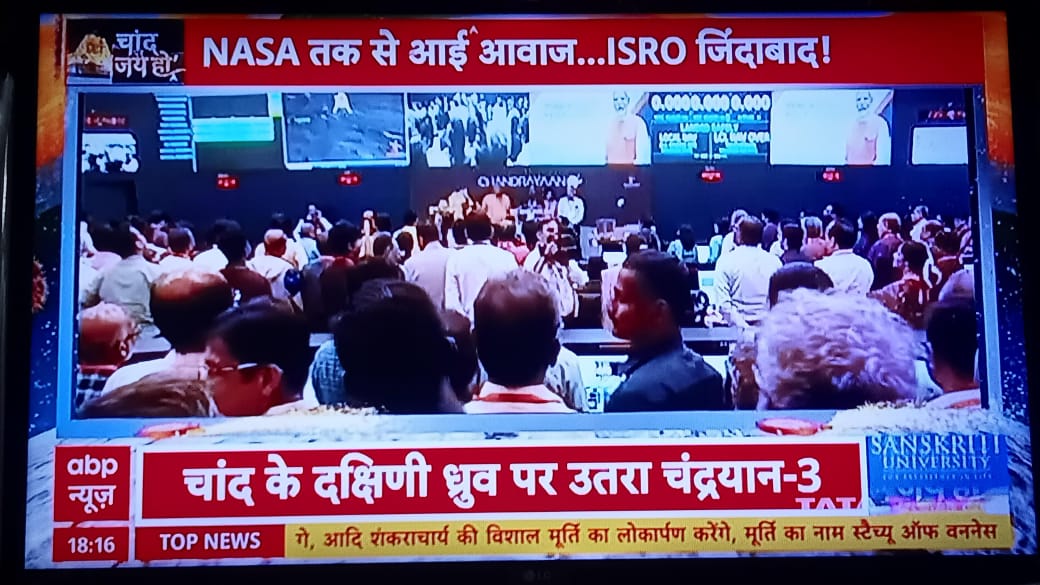 चांद
जय हो
NASA तक से आई आवाज...ISRO जिंदाबाद!
CHANDRAYAAN
abp
न्यूज़
चांद के दक्षिणी ध्रुव पर उतरा चंद्रयान-3
SANSKRITI
UNIVERSITY
18:16
TOP NEWS
गे, आदि शंकराचार्य की विशाल मूर्ति का लोकार्पण करेंगे, मूर्ति का नाम स्टैच्यू ऑफ वननेस
LG